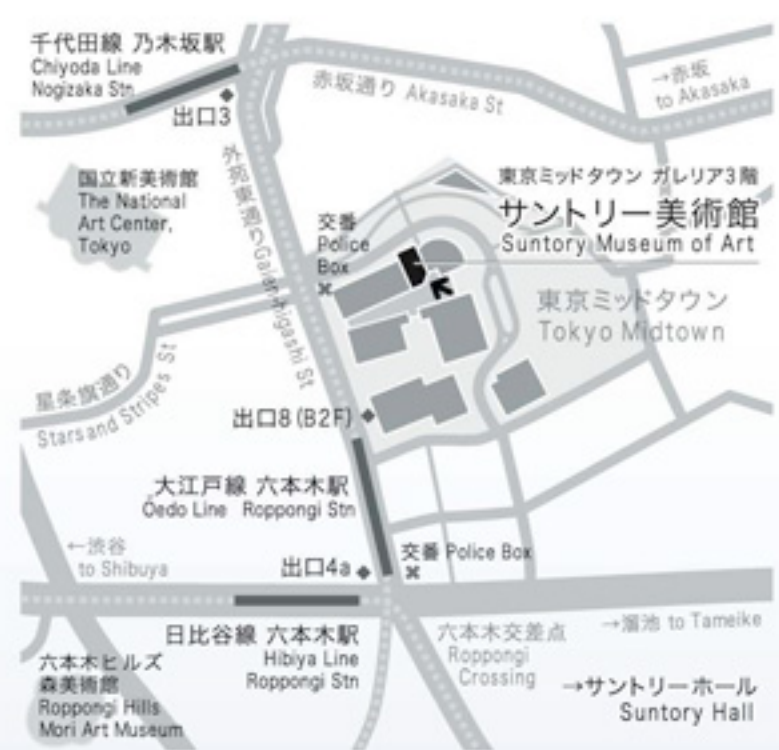 千代田線 乃木坂駅
Chiyoda Line
Nogizaka Stn
出口3
赤坂通り Akasaka St
→赤坂
to Akasaka
国立新美術館
The National
Art Center,
Tokyo
外苑東通り Gaien-higashi St
交番
Police
Box
東京ミッドタウン ガレリア3階
サントリー美術館
Suntory Museum of Art
東京ミッドタウン
Tokyo Midtown
星条旗通り
Stars and Stripes St
出口8(B2F)
大江戸線 六本木駅
Oedo Line Roppongi Stn
←渋谷
to Shibuya
出口4a
交番 Police Box
日比谷線 六本木駅
Hibiya Line
Roppongi Stn
六本木交差点
Roppongi
Crossing
→溜池 to Tameike
六本木ヒルズ
森美術館
Roppongi Hills
Mori Art Museum
→サントリーホール
Suntory Hall